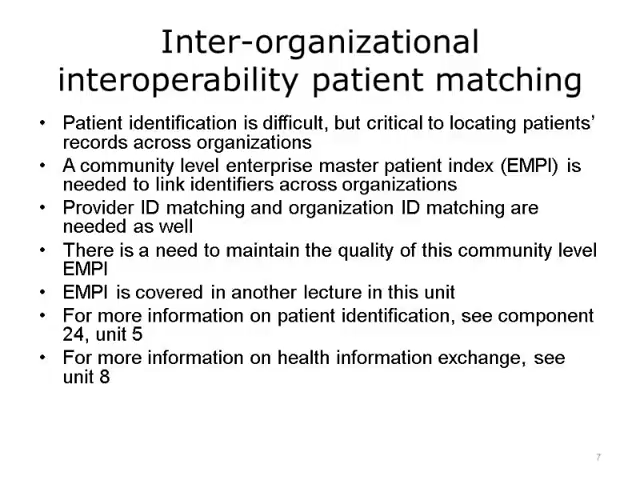 Inter-organizational
interoperability patient matching
• Patient identification is difficult, but critical to locating patients’
records across organizations
• A community level enterprise master patient index (EMPI) is
needed to link identifiers across organizations
• Provider ID matching and organization ID matching are
needed as well
• There is a need to maintain the quality of this community level
EMPI
• EMPI is covered in another lecture in this unit
• For more information on patient identification, see component
24, unit 5
• For more information on health information exchange, see
unit 8
7